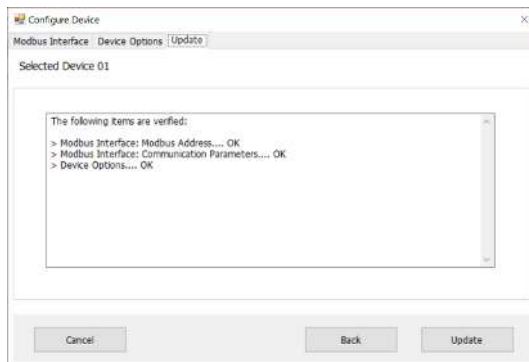 Configure Device
Modbus Interface Device Options Update
Selected Device 01
The following items are verified:
> Modbus Interface: Modbus Address.... OK
> Modbus Interface: Communication Parameters.... OK
> Device Options.... OK
Cancel Back Update